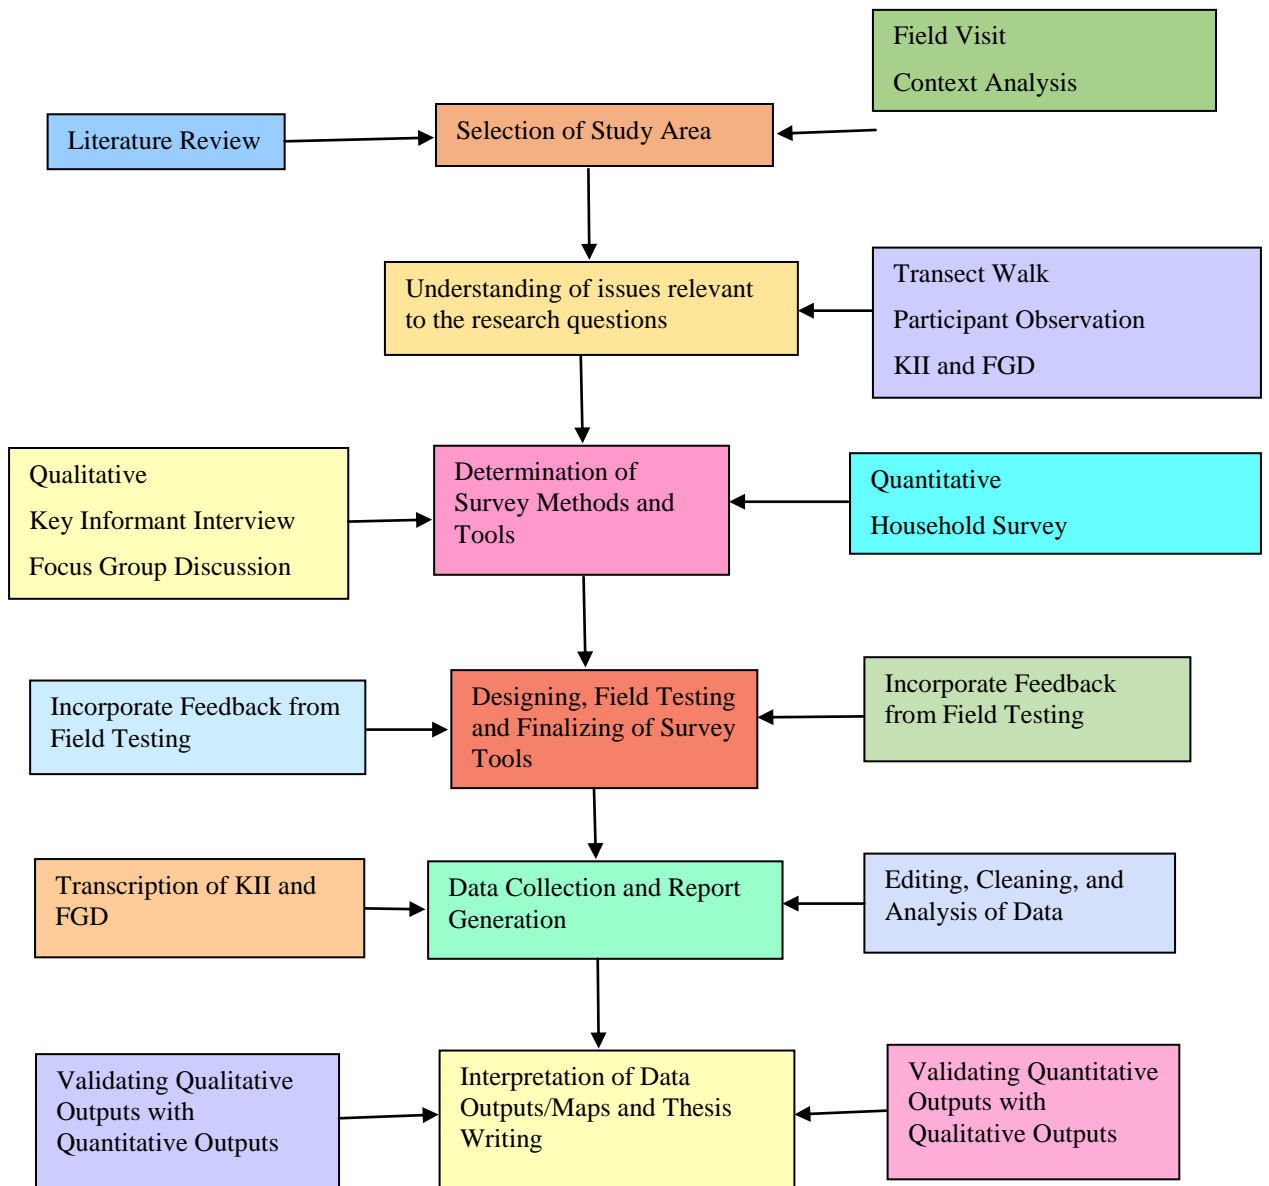 Field Visit
Context Analysis
Literature Review
Selection of Study Area
Understanding of issues relevant
to the research questions
Transect Walk
Participant Observation
KII and FGD
Qualitative
Key Informant Interview
Focus Group Discussion
Determination of
Survey Methods and
Tools
Quantitative
Household Survey
Incorporate Feedback from
Field Testing
Designing, Field Testing
and Finalizing of Survey
Tools
Incorporate Feedback
from Field Testing
Transcription of KII and
FGD
Data Collection and Report
Generation
Editing, Cleaning, and
Analysis of Data
Validating Qualitative
Outputs with
Quantitative Outputs
Interpretation of Data
Outputs/Maps and Thesis
Writing
Validating Quantitative
Outputs with
Qualitative Outputs